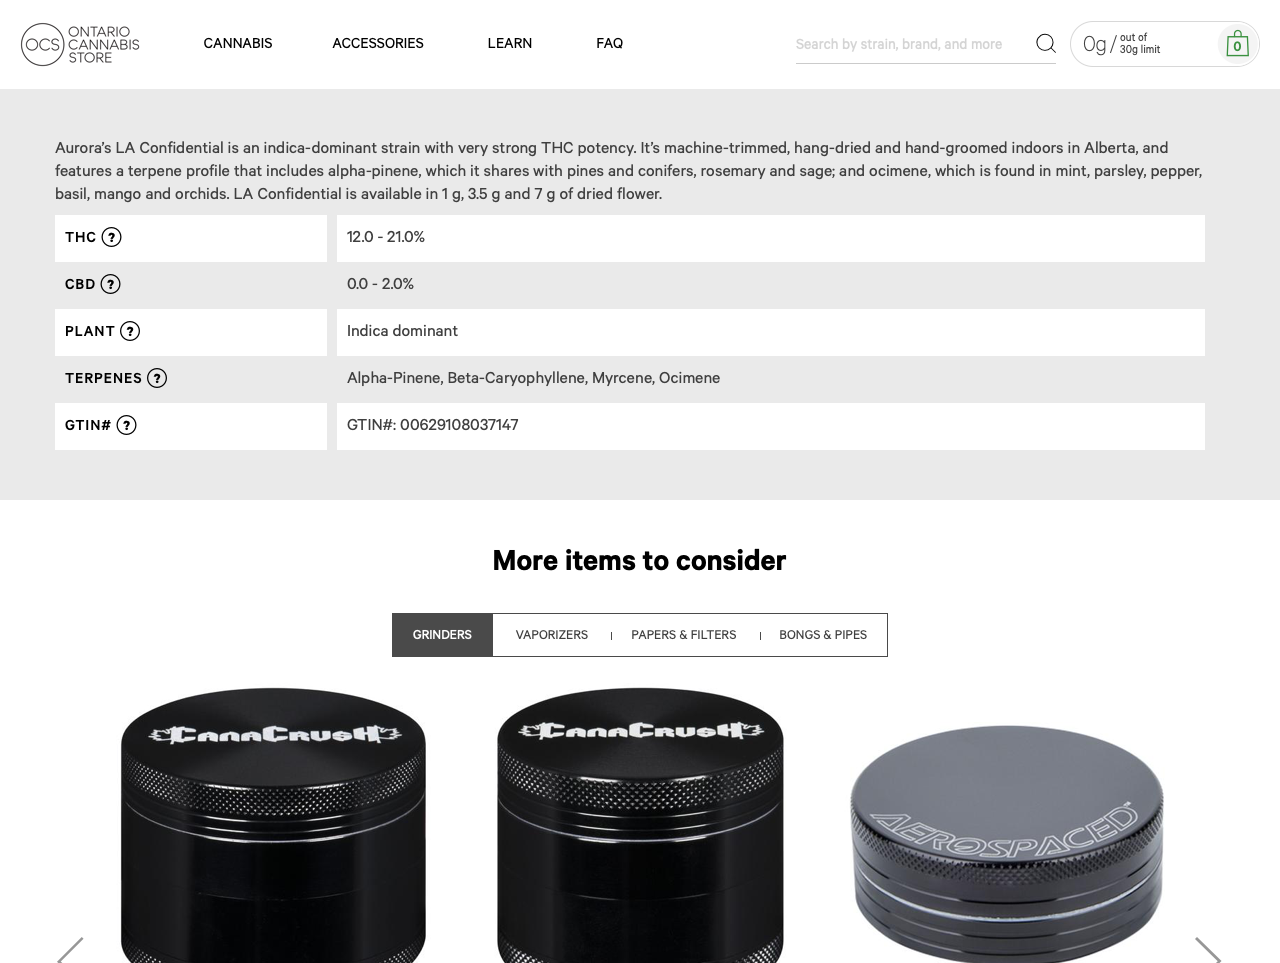 ONTARIO
CANNABIS
STORE
OCS
CANNABIS
ACCESSORIES
LEARN
FAQ
Search by strain, brand, and more
0g / out of
30g limit
0
Aurora’s LA Confidential is an indica-dominant strain with very strong THC potency. It’s machine-trimmed, hang-dried and hand-groomed indoors in Alberta, and
features a terpene profile that includes alpha-pinene, which it shares with pines and conifers, rosemary and sage; and ocimene, which is found in mint, parsley, pepper,
basil, mango and orchids. LA Confidential is available in 1 g, 3.5 g and 7 g of dried flower.
THC ? 12.0 - 21.0%
CBD ? 0.0 - 2.0%
PLANT ? Indica dominant
TERPENES ? Alpha-Pinene, Beta-Caryophyllene, Myrcene, Ocimene
GTIN# ? GTIN#: 00629108037147
More items to consider
GRINDERS
VAPORIZERS
PAPERS & FILTERS
BONGS & PIPES
CANACRUSH
CANACRUSH
AEROSPACED™